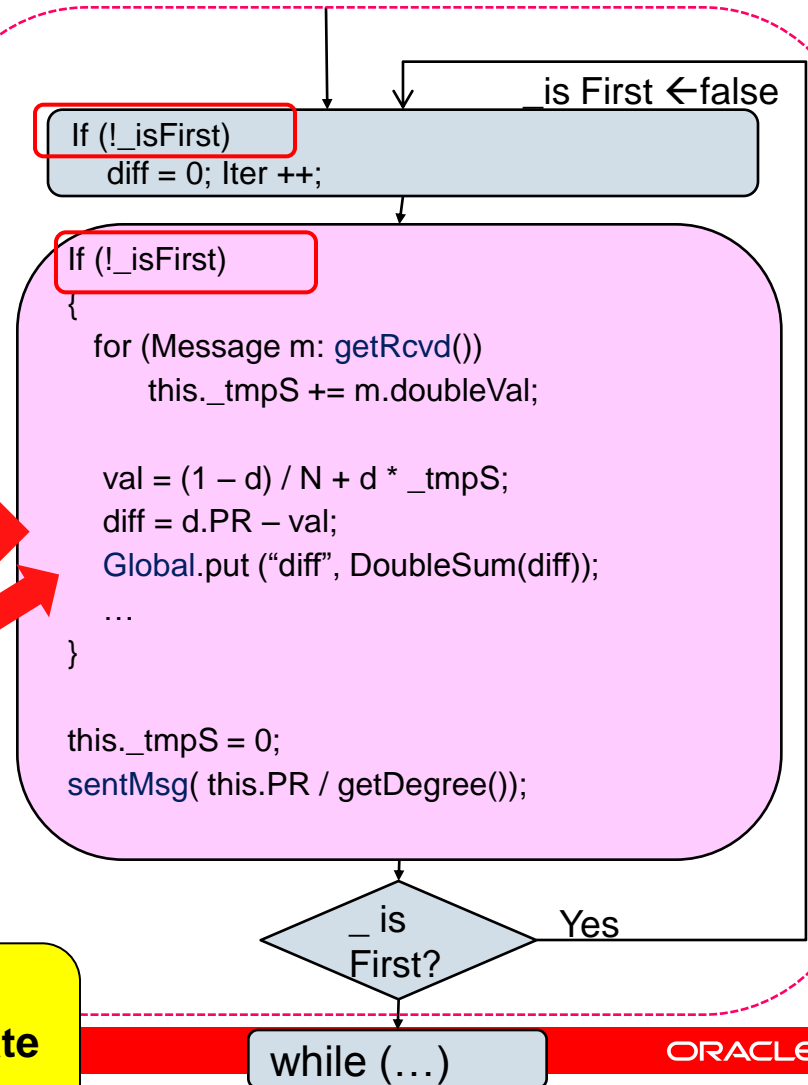 _is First ←false
If (!_isFirst)
diff = 0; Iter ++;
If (!_isFirst)
{
for (Message m: getRcvd())
this._tmpS += m.doubleVal;
val = (1 – d) / N + d * _tmpS;
diff = d.PR – val;
Global.put (“diff”, DoubleSum(diff));
…
}
this._tmpS = 0;
sentMsg( this.PR / getDegree());
_ is
First?
Yes
while (…)
ORACLE